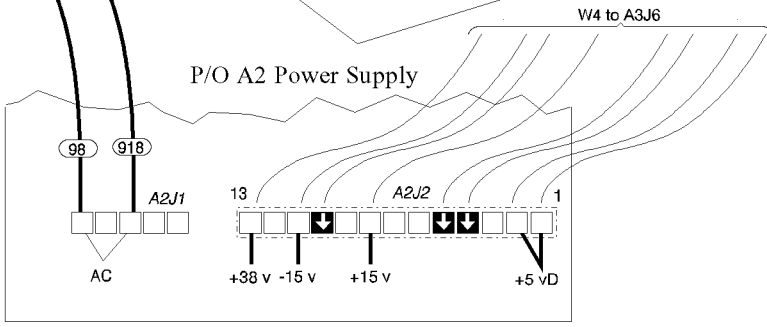 W4 to A3J6
P/O A2 Power Supply
98
918
A2J1
13
A2J2
1
AC
+38 v
-15 v
+15 v
+5 vD